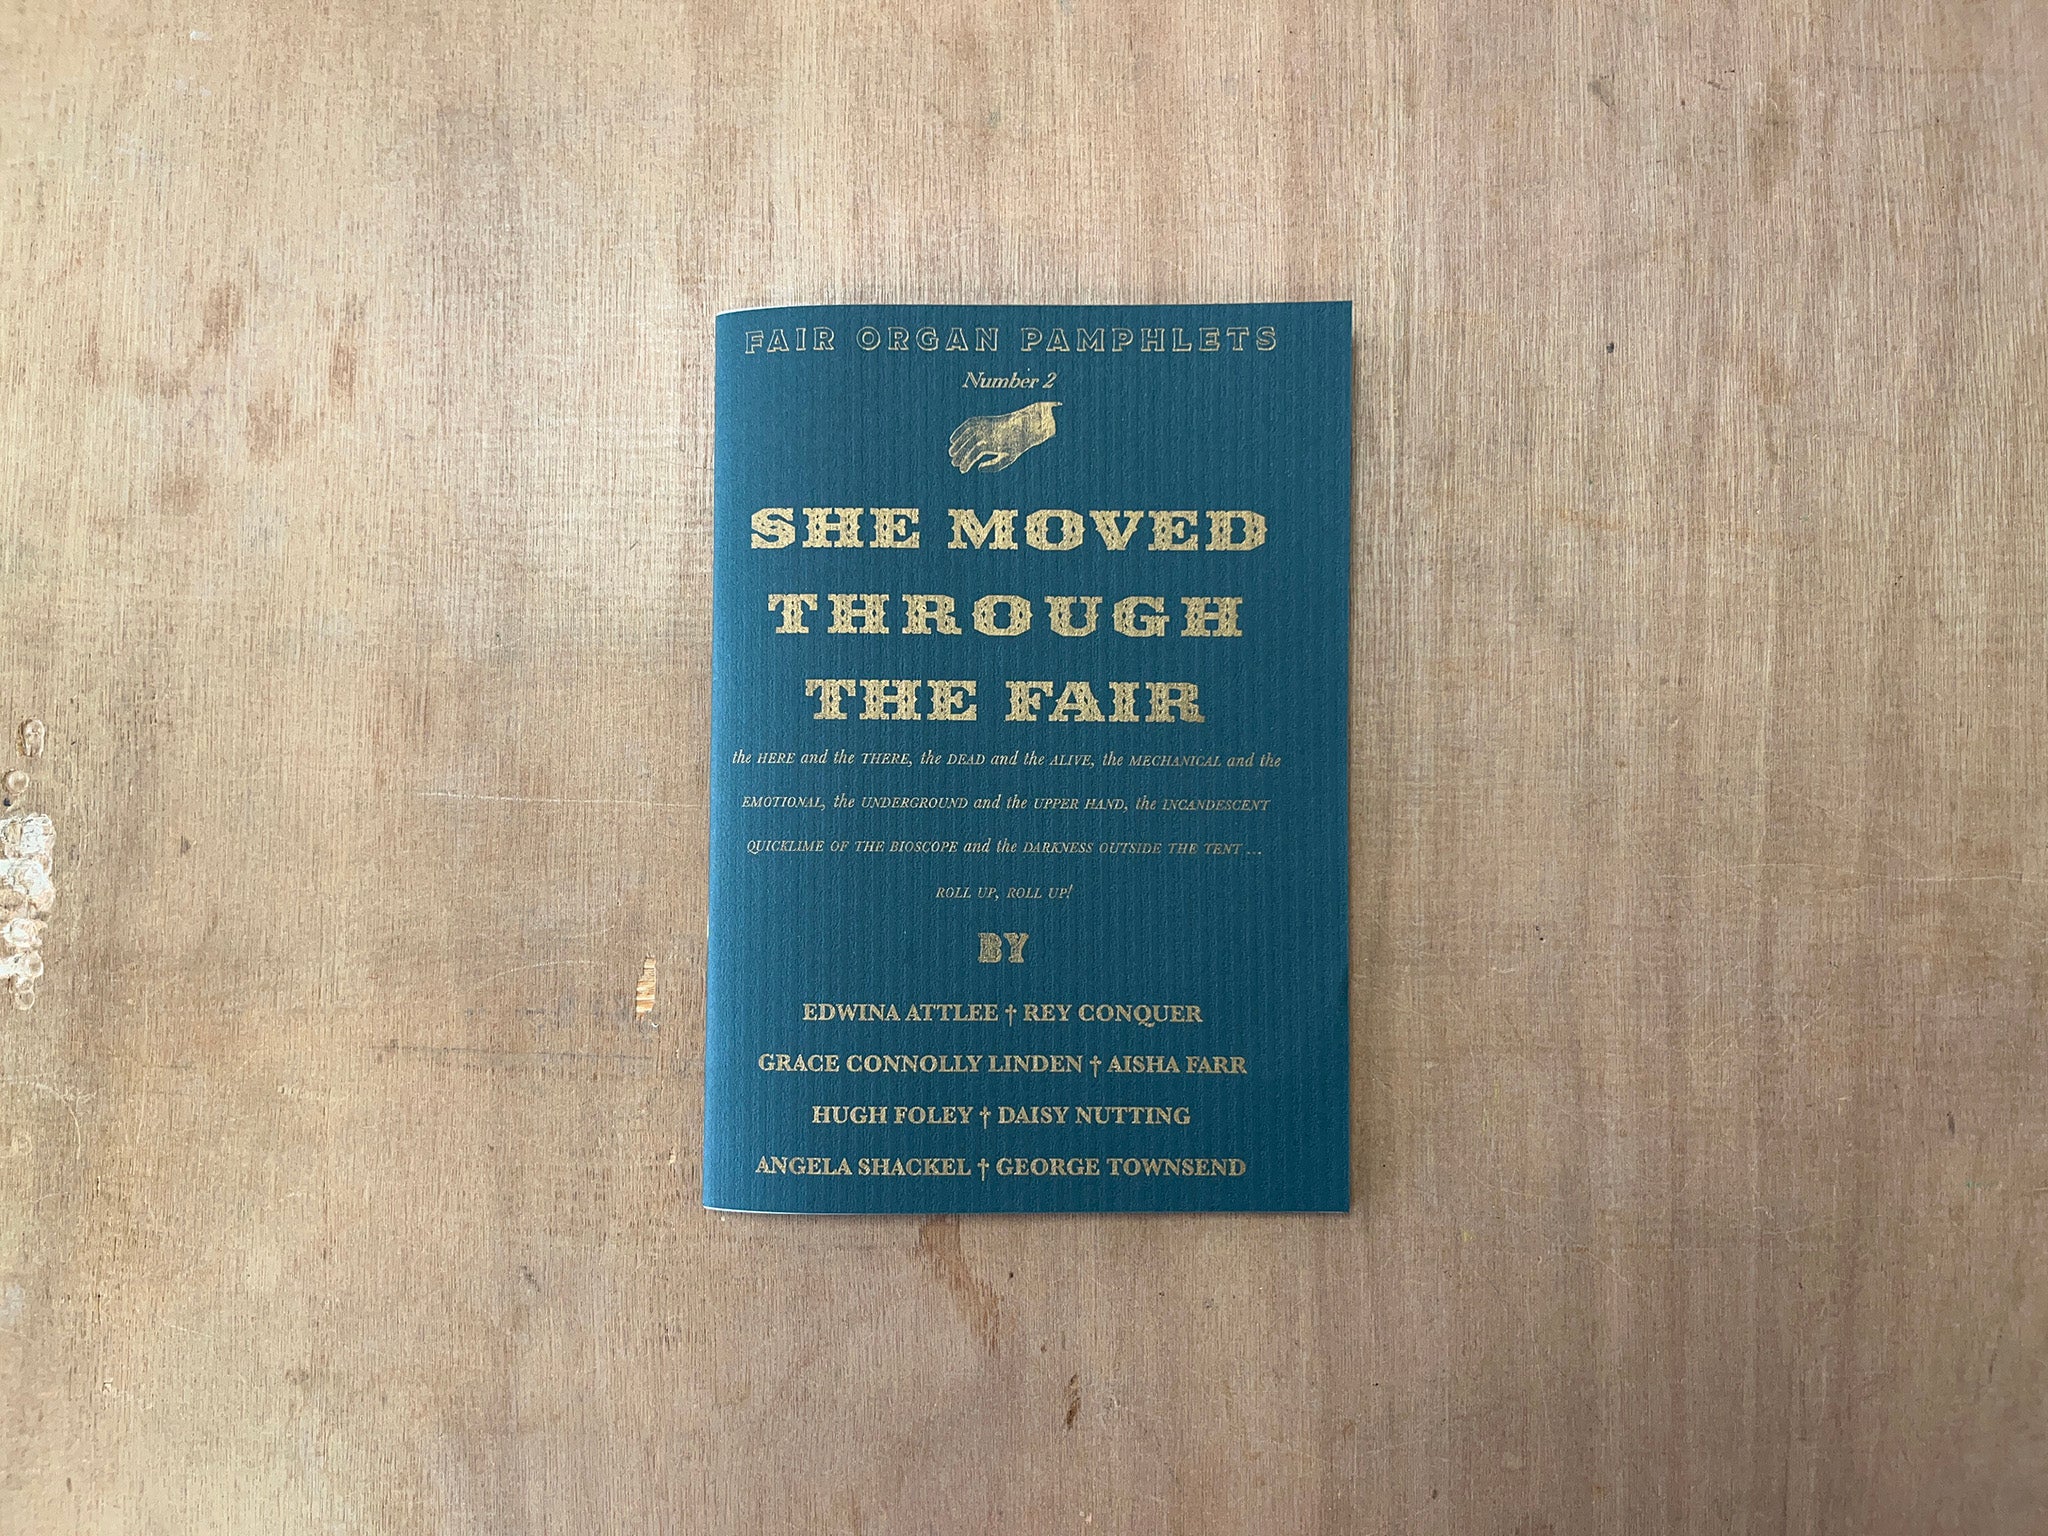 FAIR ORGAN PAMPHLETS
Number 2
SHE MOVED
THROUGH
THE FAIR
the HERE and the THERE, the DEAD and the ALIVE, the MECHANICAL and the
EMOTIONAL, the UNDERGROUND and the UPPER HAND, the INCANDESCENT
QUICKLIME OF THE BIOSCOPE and the DARKNESS OUTSIDE THE TENT ...
ROLL UP, ROLL UP!
BY
EDWINA ATTLEE † REY CONQUER
GRACE CONNOLLY LINDEN † AISHA FARR
HUGH FOLEY † DAISY NUTTING
ANGELA SHACKEL † GEORGE TOWNSEND